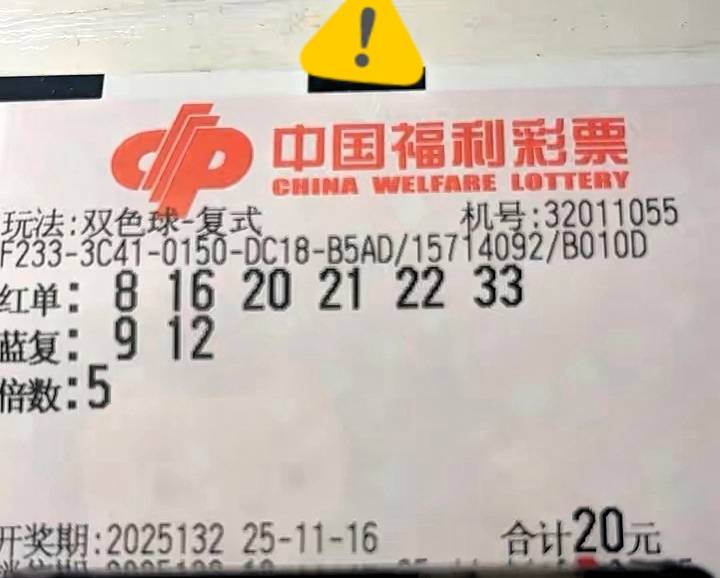 中国福利彩票
CHINA WELFARE LOTTERY
玩法:双色球-复式 机号:32011055
F233-3C41-0150-DC18-B5AD/15714092/B010D
红单: 8 16 20 21 22 33
蓝复: 9 12
倍数:5
开奖期:2025132 25-11-16 合计20元